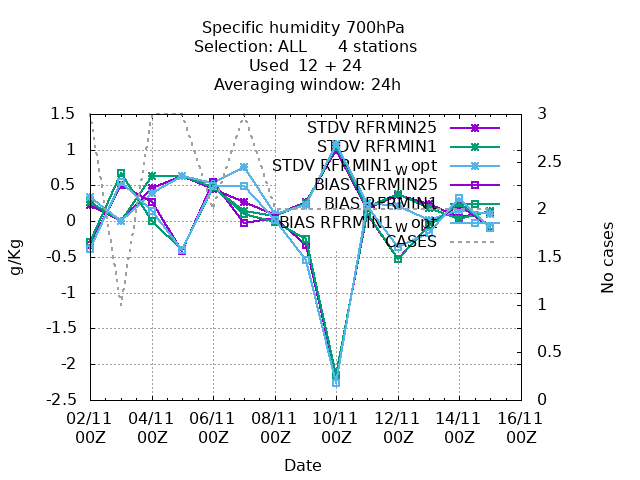 Specific humidity 700hPa
Selection: ALL 4 stations
Used 12 + 24
Averaging window: 24h
1.5
1
0.5
0
-0.5
-1
-1.5
-2
-2.5
g/Kg
3
2.5
2
1.5
1
0.5
0
No cases
STDV RFRMIN25
STDV RFRMIN1
STDV RFRMIN1w opt
BIAS RFRMIN25
BIAS RFRMIN1
BIAS RFRMIN1w opt
CASES
02/11 04/11 06/11 08/11 10/11 12/11 14/11 16/11
00Z 00Z 00Z 00Z 00Z 00Z 00Z 00Z
Date